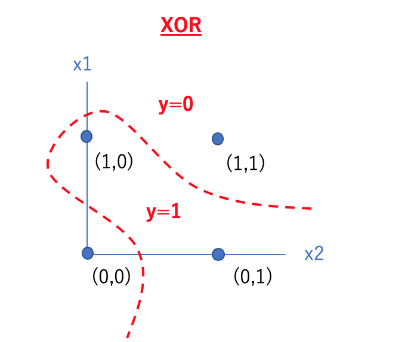 XOR
x1
y=0
(1,0)
(1,1)
y=1
x2
(0,0)
(0,1)